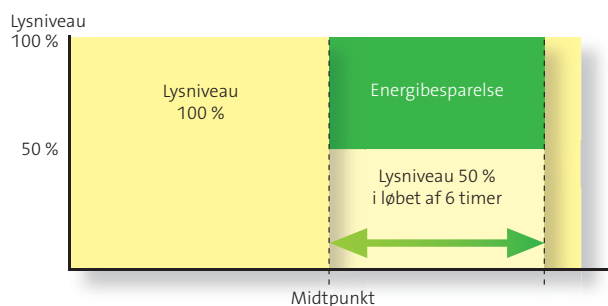 Lysniveau
100 %
Lysniveau
100 %
Energibesparelse
50 %
Lysniveau 50 %
i løbet af 6 timer
Midtpunkt